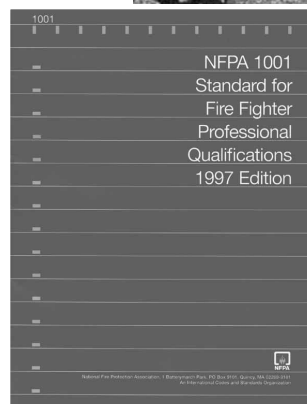 1001
NFPA 1001
Standard for
Fire Fighter
Professional
Qualifications
1997 Edition
NFPA
National Fire Protection Association, 1 Batterymarch Park, PO Box 9101, Quincy, MA 02269-9101
An International Codes and Standards Organization